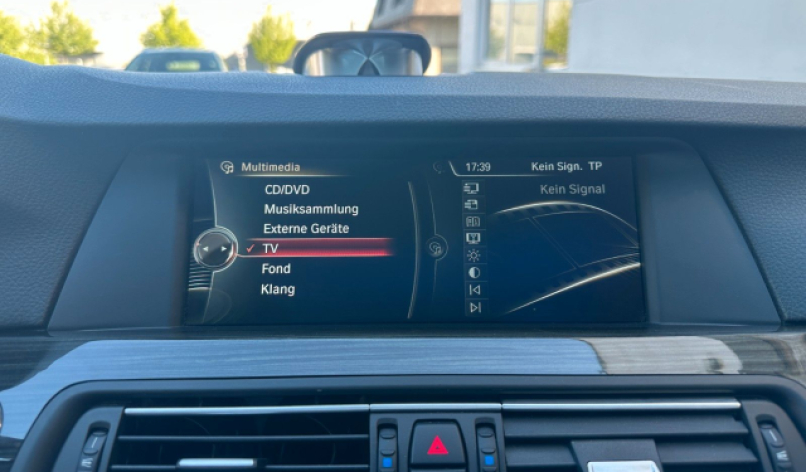 Multimedia
CD/DVD
Musiksammlung
Externe Geräte
TV
Fond
Klang
17:39 Kein Sign. TP
Kein Signal